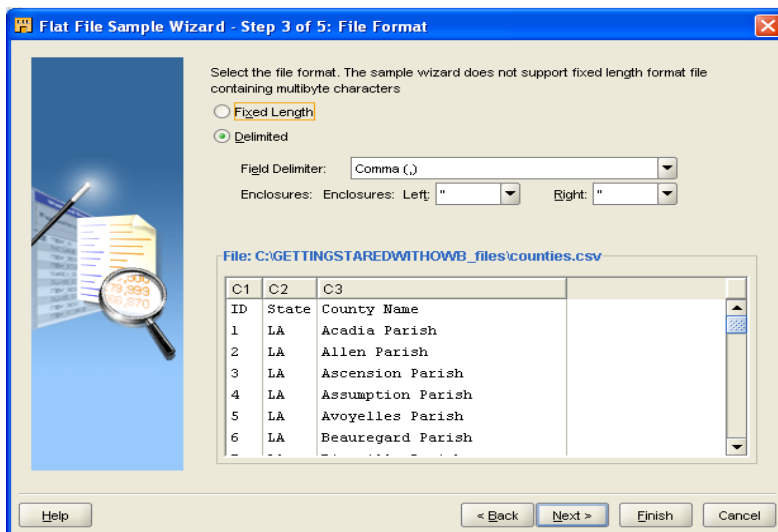 Flat File Sample Wizard - Step 3 of 5: File Format
Select the file format. The sample wizard does not support fixed length format file
containing multibyte characters
Fixed Length
Delimited
Field Delimiter: Comma (,)
Enclosures: Enclosures: Left: " Right: "
File: C:\GETTINGSTAREDWITHOWB_files\counties.csv
C1 C2 C3
ID State County Name
1 LA Acadia Parish
2 LA Allen Parish
3 LA Ascension Parish
4 LA Assumption Parish
5 LA Avoyelles Parish
6 LA Beauregard Parish
79,999
66,870
Help < Back Next > Finish Cancel